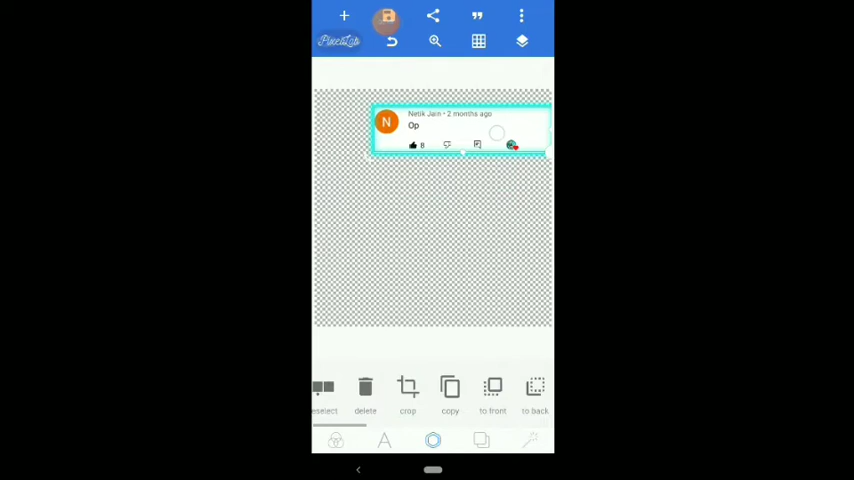 PixelLab
Netik Jain • 2 months ago
Op
8
eselect delete crop copy to front to back